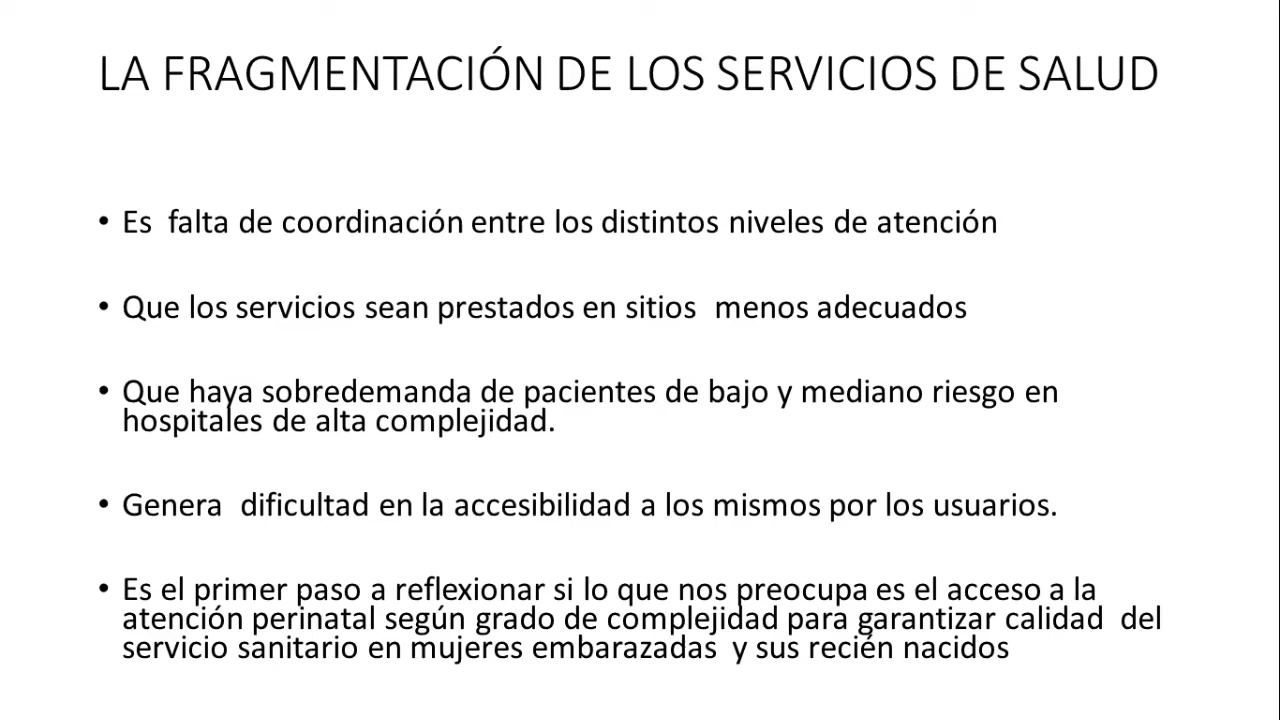 LA FRAGMENTACIÓN DE LOS SERVICIOS DE SALUD
• Es falta de coordinación entre los distintos niveles de atención
• Que los servicios sean prestados en sitios menos adecuados
• Que haya sobredemanda de pacientes de bajo y mediano riesgo en
hospitales de alta complejidad.
• Genera dificultad en la accesibilidad a los mismos por los usuarios.
• Es el primer paso a reflexionar si lo que nos preocupa es el acceso a la
atención perinatal según grado de complejidad para garantizar calidad del
servicio sanitario en mujeres embarazadas y sus recién nacidos